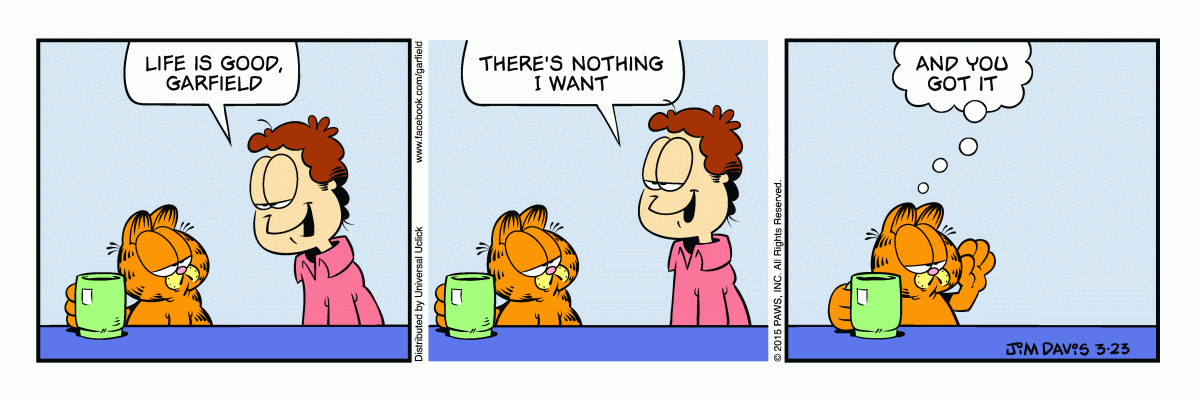 LIFE IS GOOD,
GARFIELD
www.facebook.com/garfield
Distributed by Universal Uclick
THERE'S NOTHING
I WANT
© 2015 PAWS, INC. All Rights Reserved.
AND YOU
GOT IT
JIM DAVIS 3-23